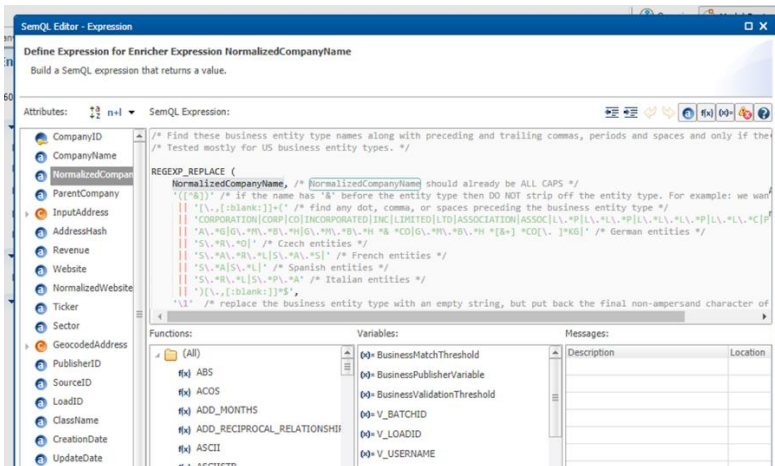 SemQL Editor - Expression
Define Expression for Enricher Expression NormalizedCompanyName
Build a SemQL expression that returns a value.
Attributes:
n+l
SemQL Expression:
CompanyID
CompanyName
NormalizedCompan
ParentCompany
InputAddress
AddressHash
Revenue
Website
NormalizedWebsite
Ticker
Sector
GeocodedAddress
PublisherID
SourceID
LoadID
ClassName
CreationDate
UpdateDate
/* Find these business entity type names along with preceding and trailing commas, periods and spaces and only if the
/* Tested mostly for US business entity types. */
REGEXP_REPLACE (
NormalizedCompanyName, /* NormalizedCompanyName should already be ALL CAPS */
'([^&])' /* if the name has '&' before the entity type then DO NOT strip off the entity type. For example: we wan
|| '[\.,[:blank:]]+(' /* find any dot, comma, or spaces preceding the business entity type */
|| 'CORPORATION|CORP|CO|INCORPORATED|INC|LIMITED|LTD|ASSOCIATION|ASSOC|L\.*P|L\.*L\.*P|L\.*L\.*L\.*P|L\.*L\.*C|P
|| 'A\.*G|G\.*M\.*B\.*H|G\.*M\.*B\.*H *& *CO|G\.*M\.*B\.*H *[&+] *CO[\. ]*KG|' /* German entities */
|| 'S\.*R\.*O|' /* Czech entities */
|| 'S\.*A\.*R\.*L|S\.*A\.*S|' /* French entities */
|| 'S\.*A|S\.*L|' /* Spanish entities */
|| 'S\.*R\.*L|S\.*P\.*A' /* Italian entities */
|| ')[\.,[:blank:]]*$',
'\1' /* replace the business entity type with an empty string, but put back the final non-ampersand character of
Functions:
(All)
f(x) ABS
f(x) ACOS
f(x) ADD_MONTHS
f(x) ADD_RECIPROCAL_RELATIONSHIP
f(x) ASCII
Variables:
(x)= BusinessMatchThreshold
(x)= BusinessPublisherVariable
(x)= BusinessValidationThreshold
(x)= V_BATCHID
(x)= V_LOADID
(x)= V_USERNAME
Messages:
Description
Location